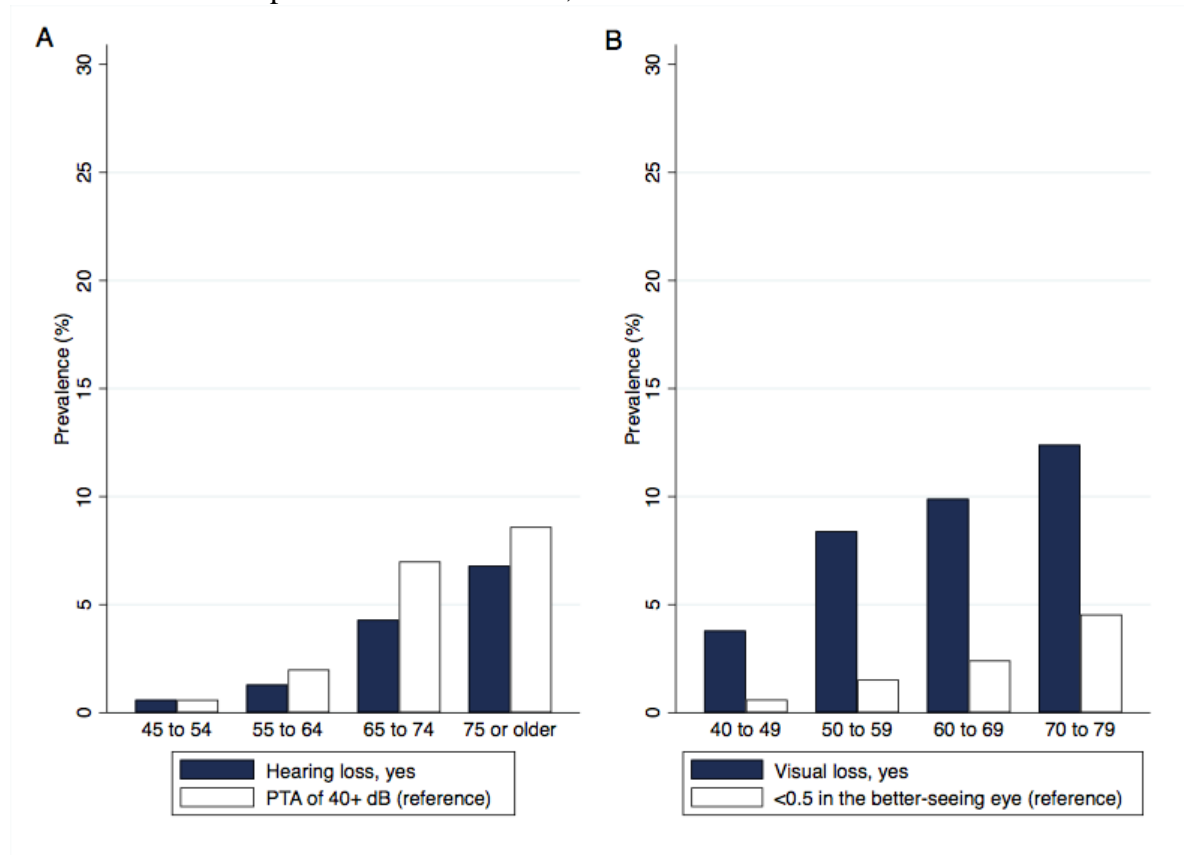 A
B
30
25
20
15
10
5
0
Prevalence (%)
45 to 54 55 to 64 65 to 74 75 or older
Hearing loss, yes
PTA of 40+ dB (reference)
30
25
20
15
10
5
0
Prevalence (%)
40 to 49 50 to 59 60 to 69 70 to 79
Visual loss, yes
<0.5 in the better-seeing eye (reference)